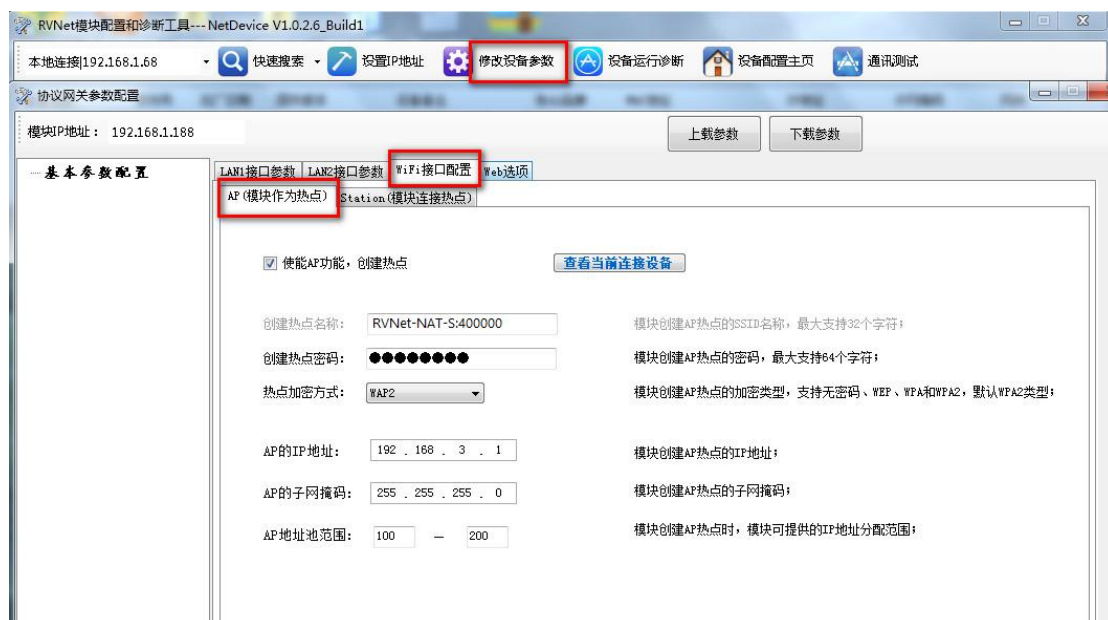 RVNet模块配置和诊断工具--- NetDevice V1.0.2.6_Build1
本地连接|192.168.1.68 快速搜索 设置IP地址 修改设备参数 设备运行诊断 设备配置主页 通讯测试
协议网关参数配置
模块IP地址: 192.168.1.188 上载参数 下载参数
基本参数配置 LAN1接口参数 LAN2接口参数 WiFi接口配置 Web选项
AP(模块作为热点) Station(模块连接热点)
使能AP功能，创建热点 查看当前连接设备
创建热点名称: RVNet-NAT-S:400000 模块创建AP热点的SSID名称，最大支持32个字符;
创建热点密码: ●●●●●●●● 模块创建AP热点的密码，最大支持64个字符;
热点加密方式: WAP2 模块创建AP热点的加密类型，支持无密码、WEP、WPA和WPA2，默认WPA2类型;
AP的IP地址: 192 . 168 . 3 . 1 模块创建AP热点的IP地址;
AP的子网掩码: 255 . 255 . 255 . 0 模块创建AP热点的子网掩码;
AP地址池范围: 100 — 200 模块创建AP热点时，模块可提供的IP地址分配范围;